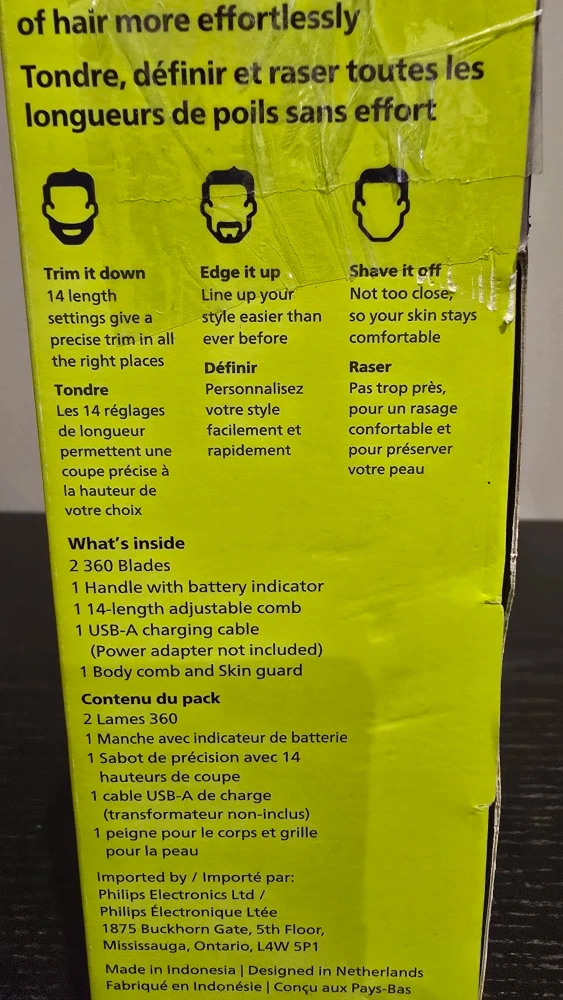 of hair more effortlessly
Tondre, définir et raser toutes les
longueurs de poils sans effort
Trim it down
14 length
settings give a
precise trim in all
the right places
Tondre
Les 14 réglages
de longueur
permettent une
coupe précise à
la hauteur de
votre choix
Edge it up
Line up your
style easier than
ever before
Définir
Personnalisez
votre style
facilement et
rapidement
Shave it off
Not too close,
so your skin stays
comfortable
Raser
Pas trop près,
pour un rasage
confortable et
pour préserver
votre peau
What's inside
2 360 Blades
1 Handle with battery indicator
1 14-length adjustable comb
1 USB-A charging cable
(Power adapter not included)
1 Body comb and Skin guard
Contenu du pack
2 Lames 360
1 Manche avec indicateur de batterie
1 Sabot de précision avec 14
hauteurs de coupe
1 cable USB-A de charge
(transformateur non-inclus)
1 peigne pour le corps et grille
pour la peau
Imported by / Importé par:
Philips Electronics Ltd /
Philips Électronique Ltée
1875 Buckhorn Gate, 5th Floor,
Mississauga, Ontario, L4W 5P1
Made in Indonesia | Designed in Netherlands
Fabriqué en Indonésie | Conçu aux Pays-Bas